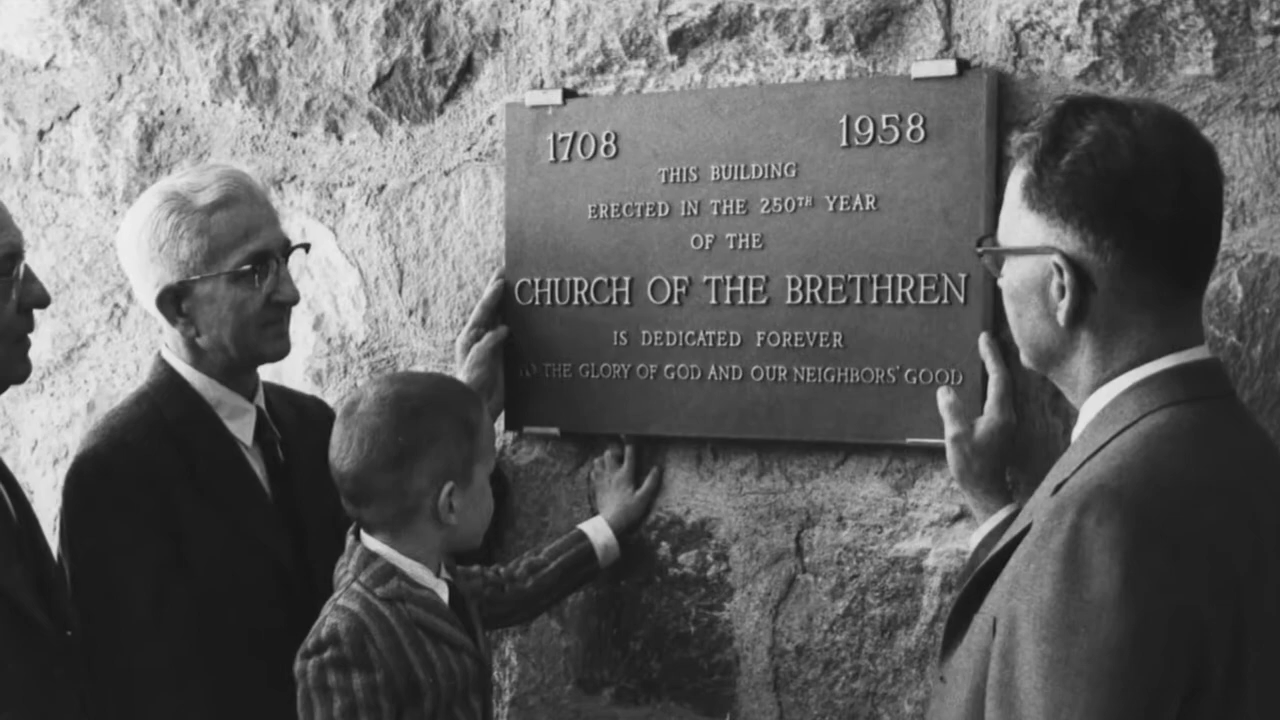 1708 1958
THIS BUILDING
ERECTED IN THE 250TH YEAR
OF THE
CHURCH OF THE BRETHREN
IS DEDICATED FOREVER
TO THE GLORY OF GOD AND OUR NEIGHBORS' GOOD